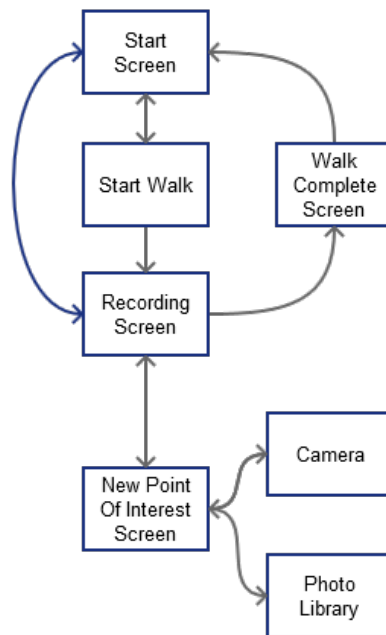 Start
Screen
Start Walk
Walk
Complete
Screen
Recording
Screen
New Point
Of Interest
Screen
Camera
Photo
Library